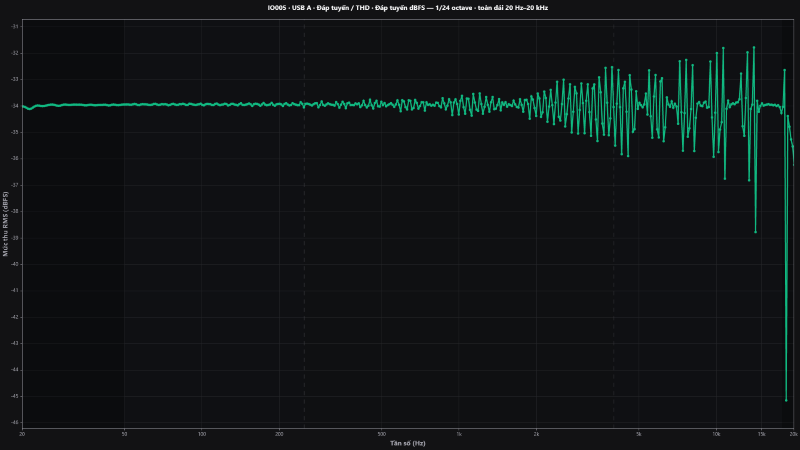 IO005 · USB A · Đáp tuyến / THD · Đáp tuyến dBFS — 1/24 octave · toàn dải 20 Hz–20 kHz
-31
-32
-33
-34
-35
-36
-37
-38
-39
-40
-41
-42
-43
-44
-45
-46
Mức thu RMS (dBFS)
20
50
100
200
500
1k
2k
5k
10k
15k
20k
Tần số (Hz)